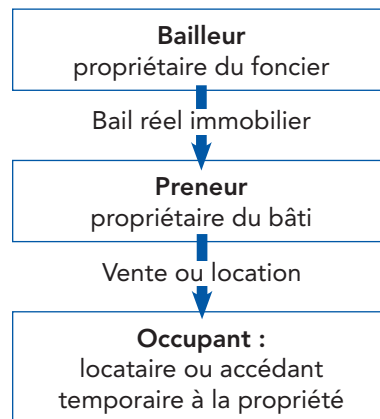 Bailleur
propriétaire du foncier
Bail réel immobilier
Preneur
propriétaire du bâti
Vente ou location
Occupant :
locataire ou accédant
temporaire à la propriété